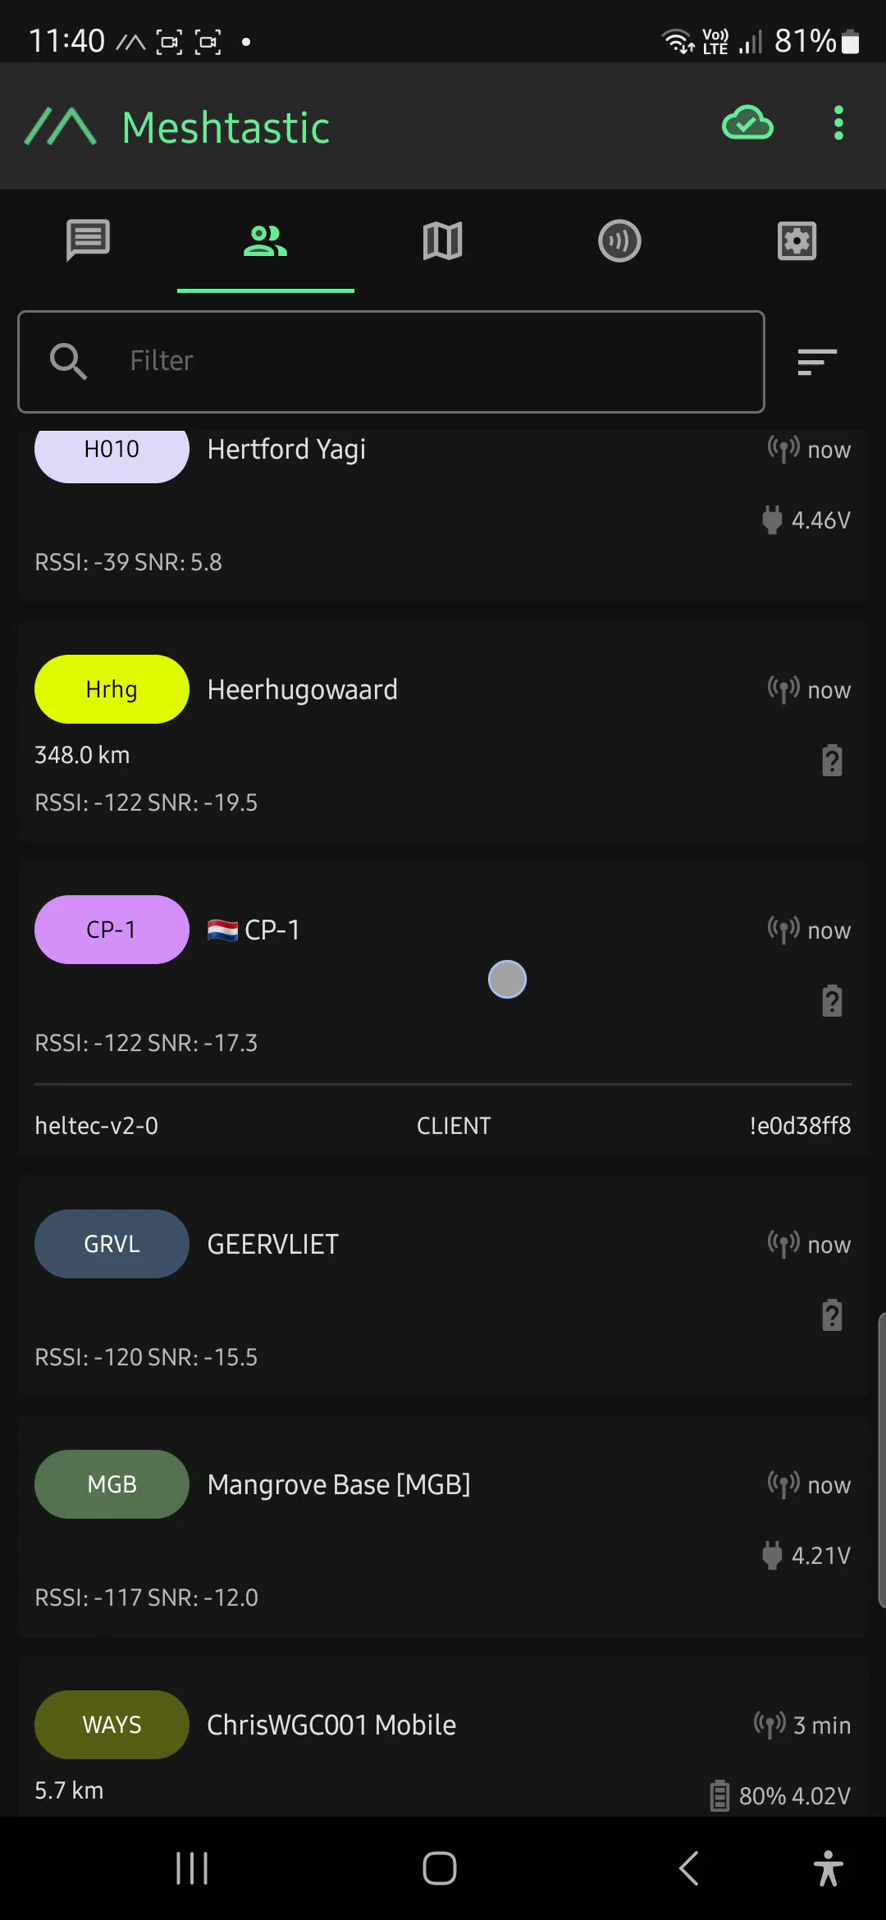 11:40 Vo)) LTE 81%
Meshtastic
Filter
H010 Hertford Yagi now
4.46V
RSSI: -39 SNR: 5.8
Hrhg Heerhugowaard now
348.0 km
RSSI: -122 SNR: -19.5
CP-1 🇳🇱 CP-1 now
RSSI: -122 SNR: -17.3
heltec-v2-0 CLIENT !e0d38ff8
GRVL GEERVLIET now
RSSI: -120 SNR: -15.5
MGB Mangrove Base [MGB] now
4.21V
RSSI: -117 SNR: -12.0
WAYS ChrisWGC001 Mobile 3 min
5.7 km 80% 4.02V